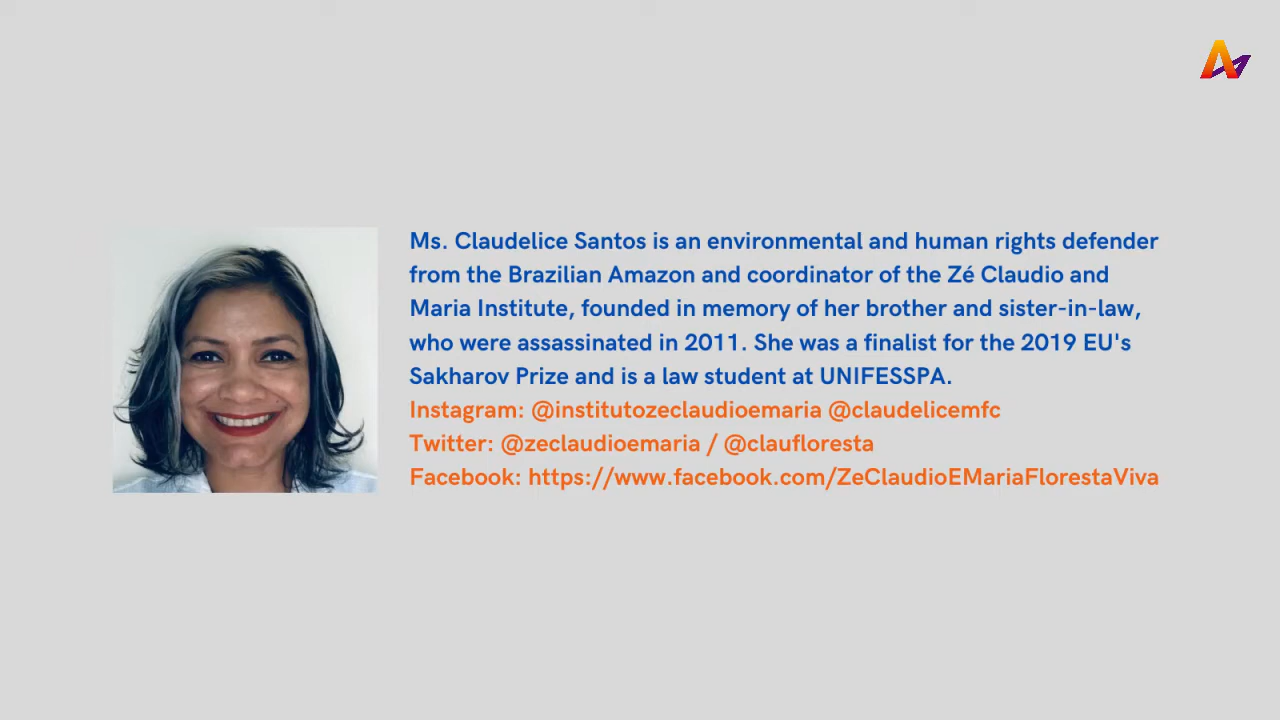 Ms. Claudelice Santos is an environmental and human rights defender
from the Brazilian Amazon and coordinator of the Zé Claudio and
Maria Institute, founded in memory of her brother and sister-in-law,
who were assassinated in 2011. She was a finalist for the 2019 EU's
Sakharov Prize and is a law student at UNIFESSPA.
Instagram: @institutozeclaudioemaria @claudelicemfc
Twitter: @zeclaudioemaria / @claufloresta
Facebook: https://www.facebook.com/ZeClaudioEMariaFlorestaViva